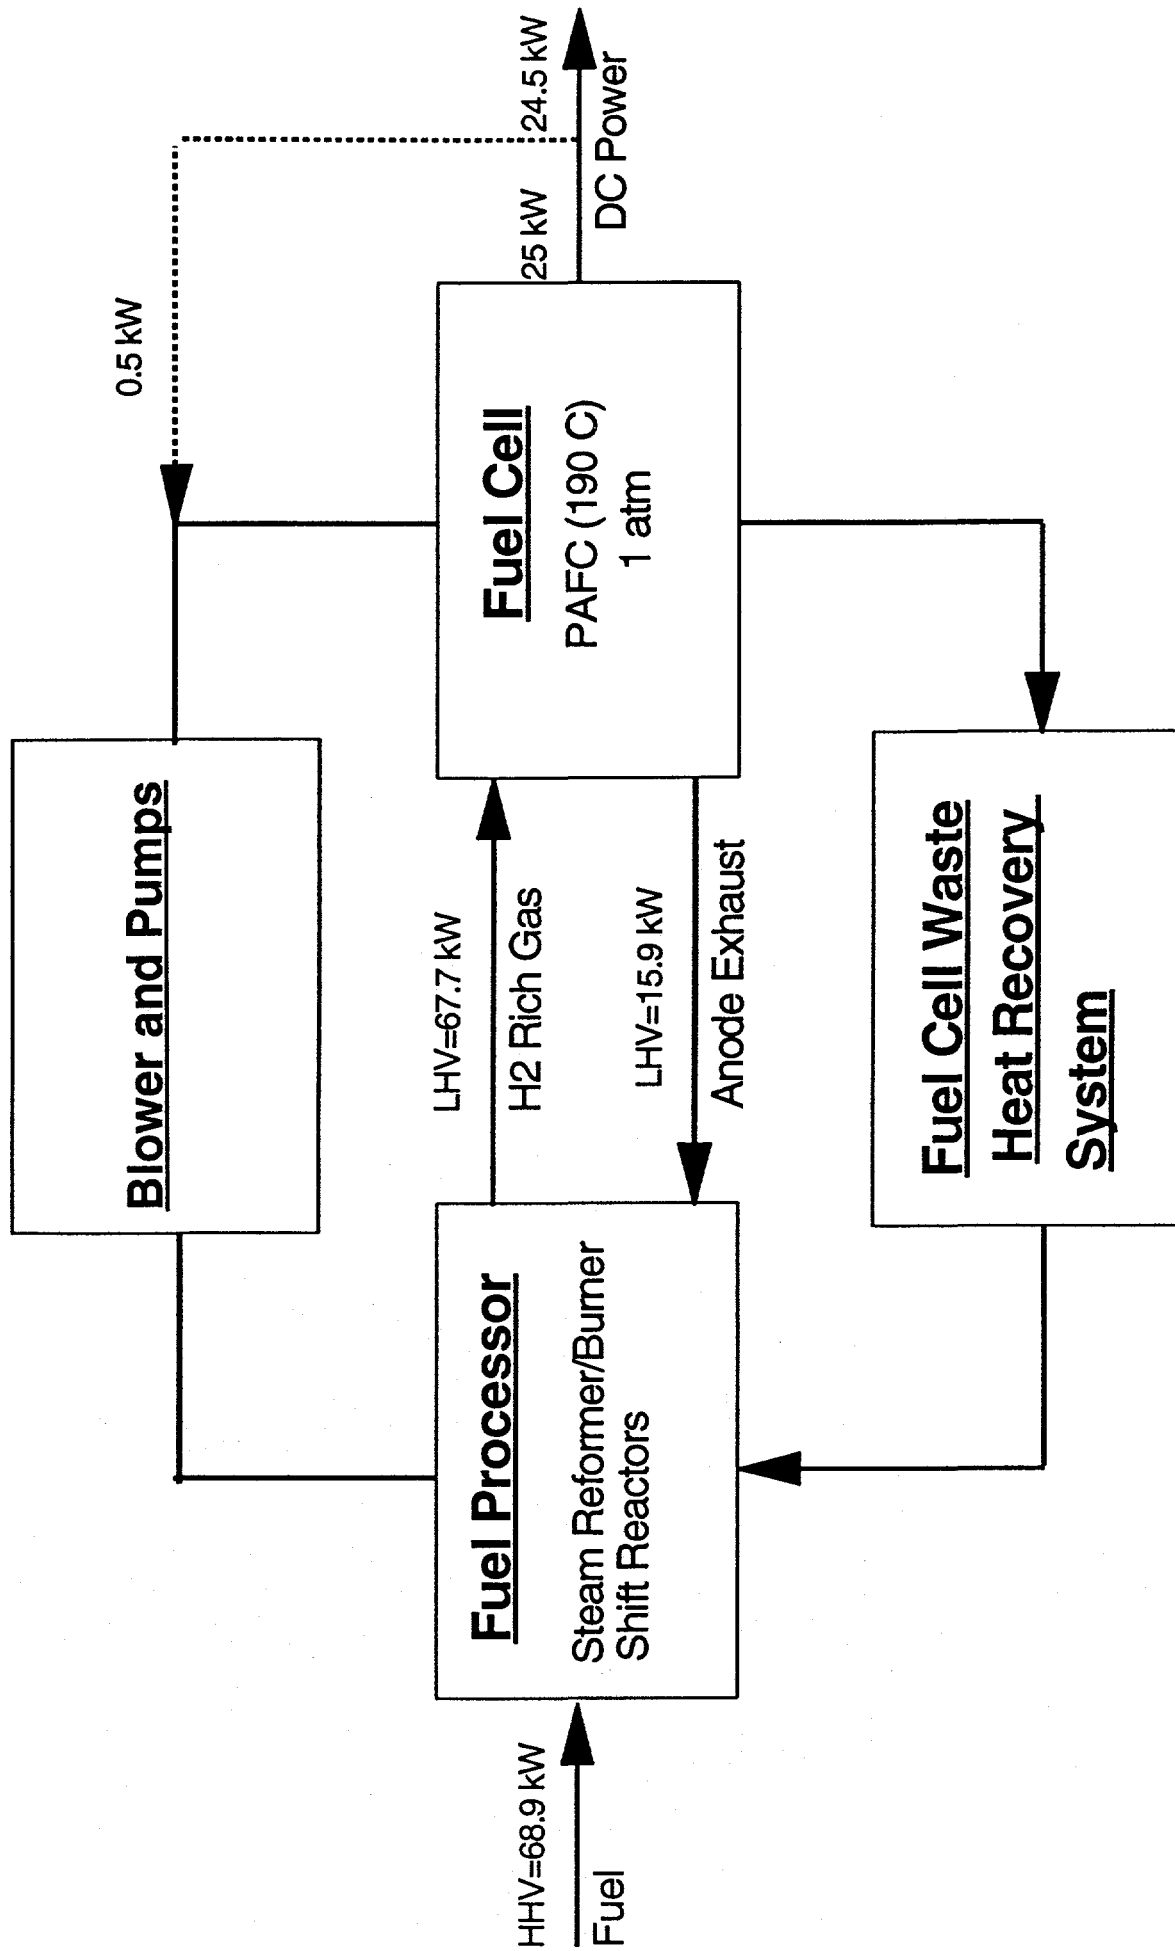 Blower and Pumps
0.5 kW
HHV=68.9 kW
Fuel
Fuel Processor
Steam Reformer/Burner
Shift Reactors
LHV=67.7 kW
H2 Rich Gas
LHV=15.9 kW
Anode Exhaust
Fuel Cell
PAFC (190 C)
1 atm
25 kW
24.5 kW
DC Power
Fuel Cell Waste
Heat Recovery
System